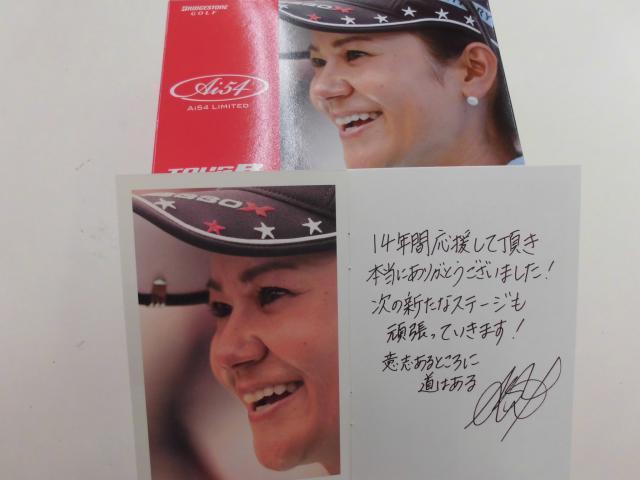 BRIDGESTONE
GOLF
Ai54
Ai54 LIMITED
TOUR B
14年間応援して頂き
本当にありがとうございました!
次の新たなステージも
頑張っていきます!
意志あるところに
道はある